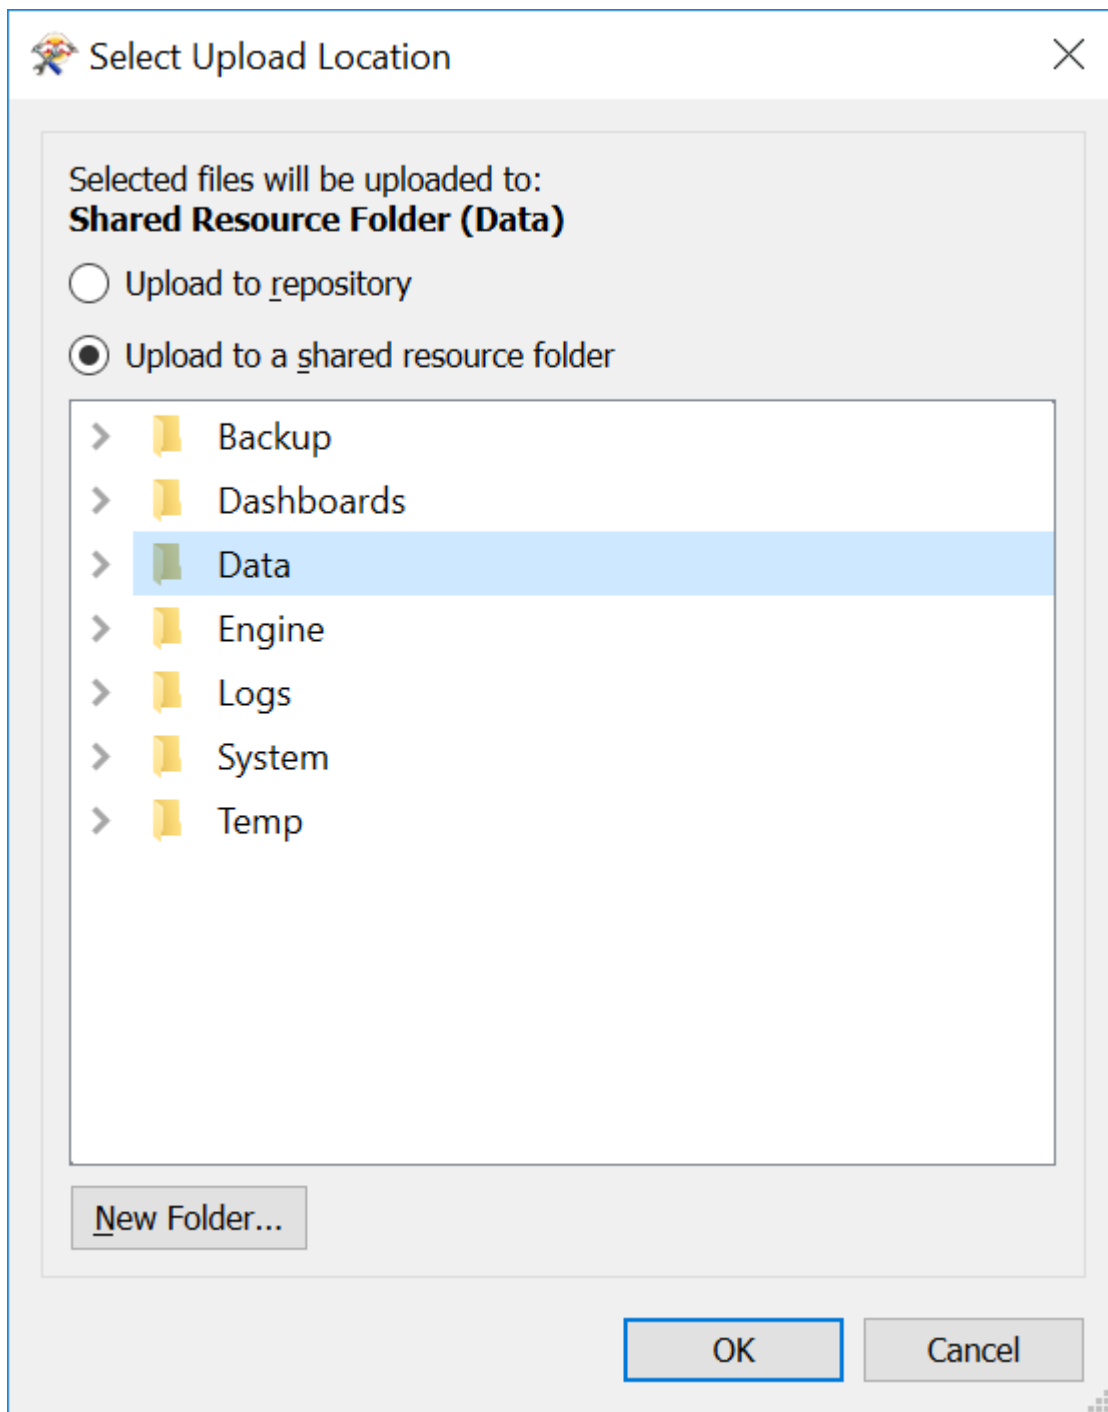 Select Upload Location
Selected files will be uploaded to:
Shared Resource Folder (Data)
Upload to repository
Upload to a shared resource folder
Backup
Dashboards
Data
Engine
Logs
System
Temp
New Folder...
OK
Cancel